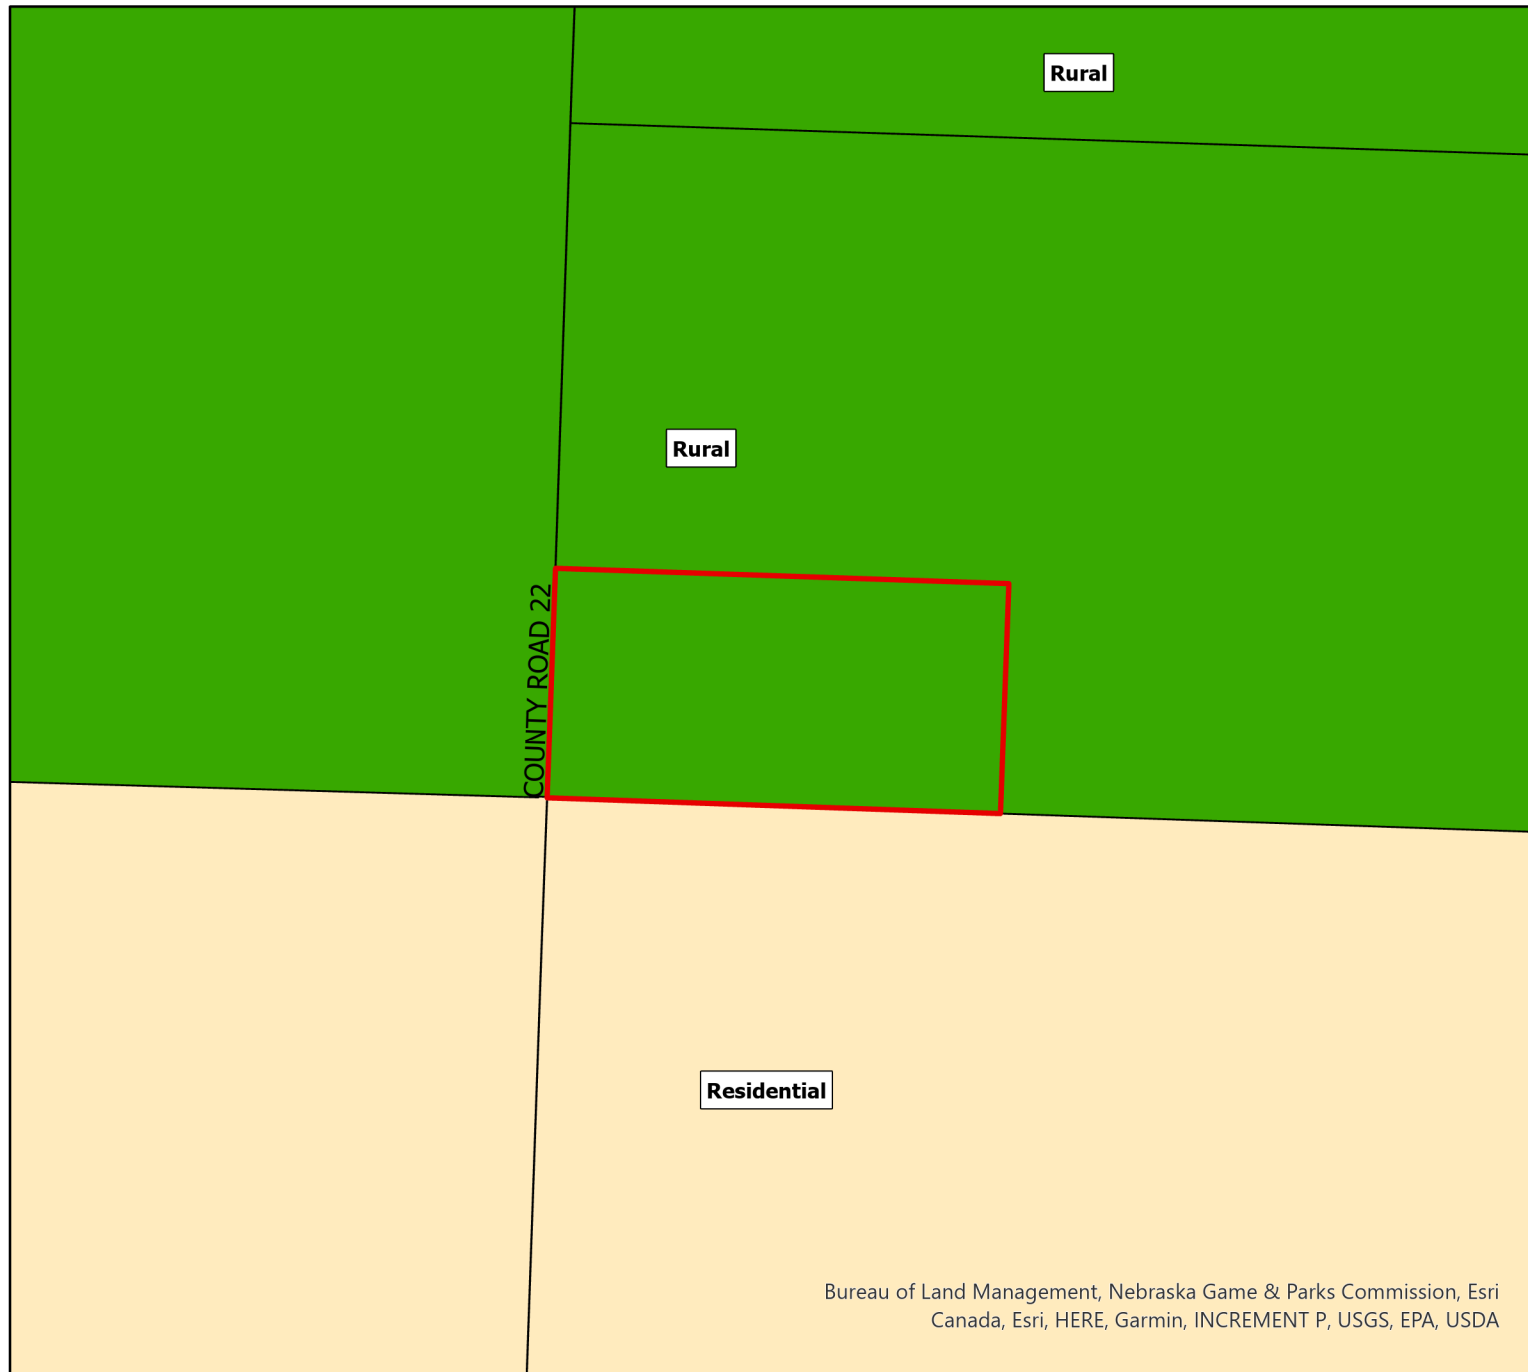 Rural
Rural
COUNTY ROAD 22
Residential
Bureau of Land Management, Nebraska Game & Parks Commission, Esri
Canada, Esri, HERE, Garmin, INCREMENT P, USGS, EPA, USDA